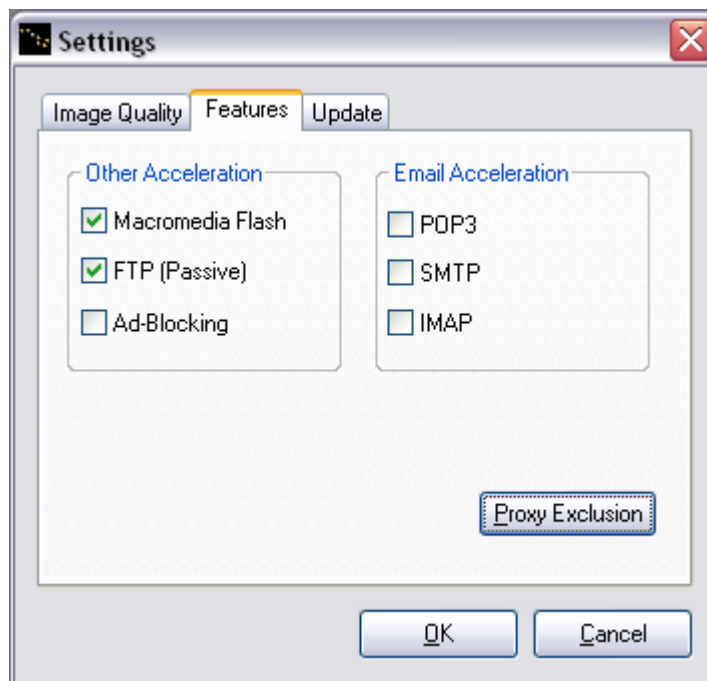 Settings
Image Quality Features Update
Other Acceleration
Macromedia Flash
FTP (Passive)
Ad-Blocking
Email Acceleration
POP3
SMTP
IMAP
Proxy Exclusion
OK Cancel